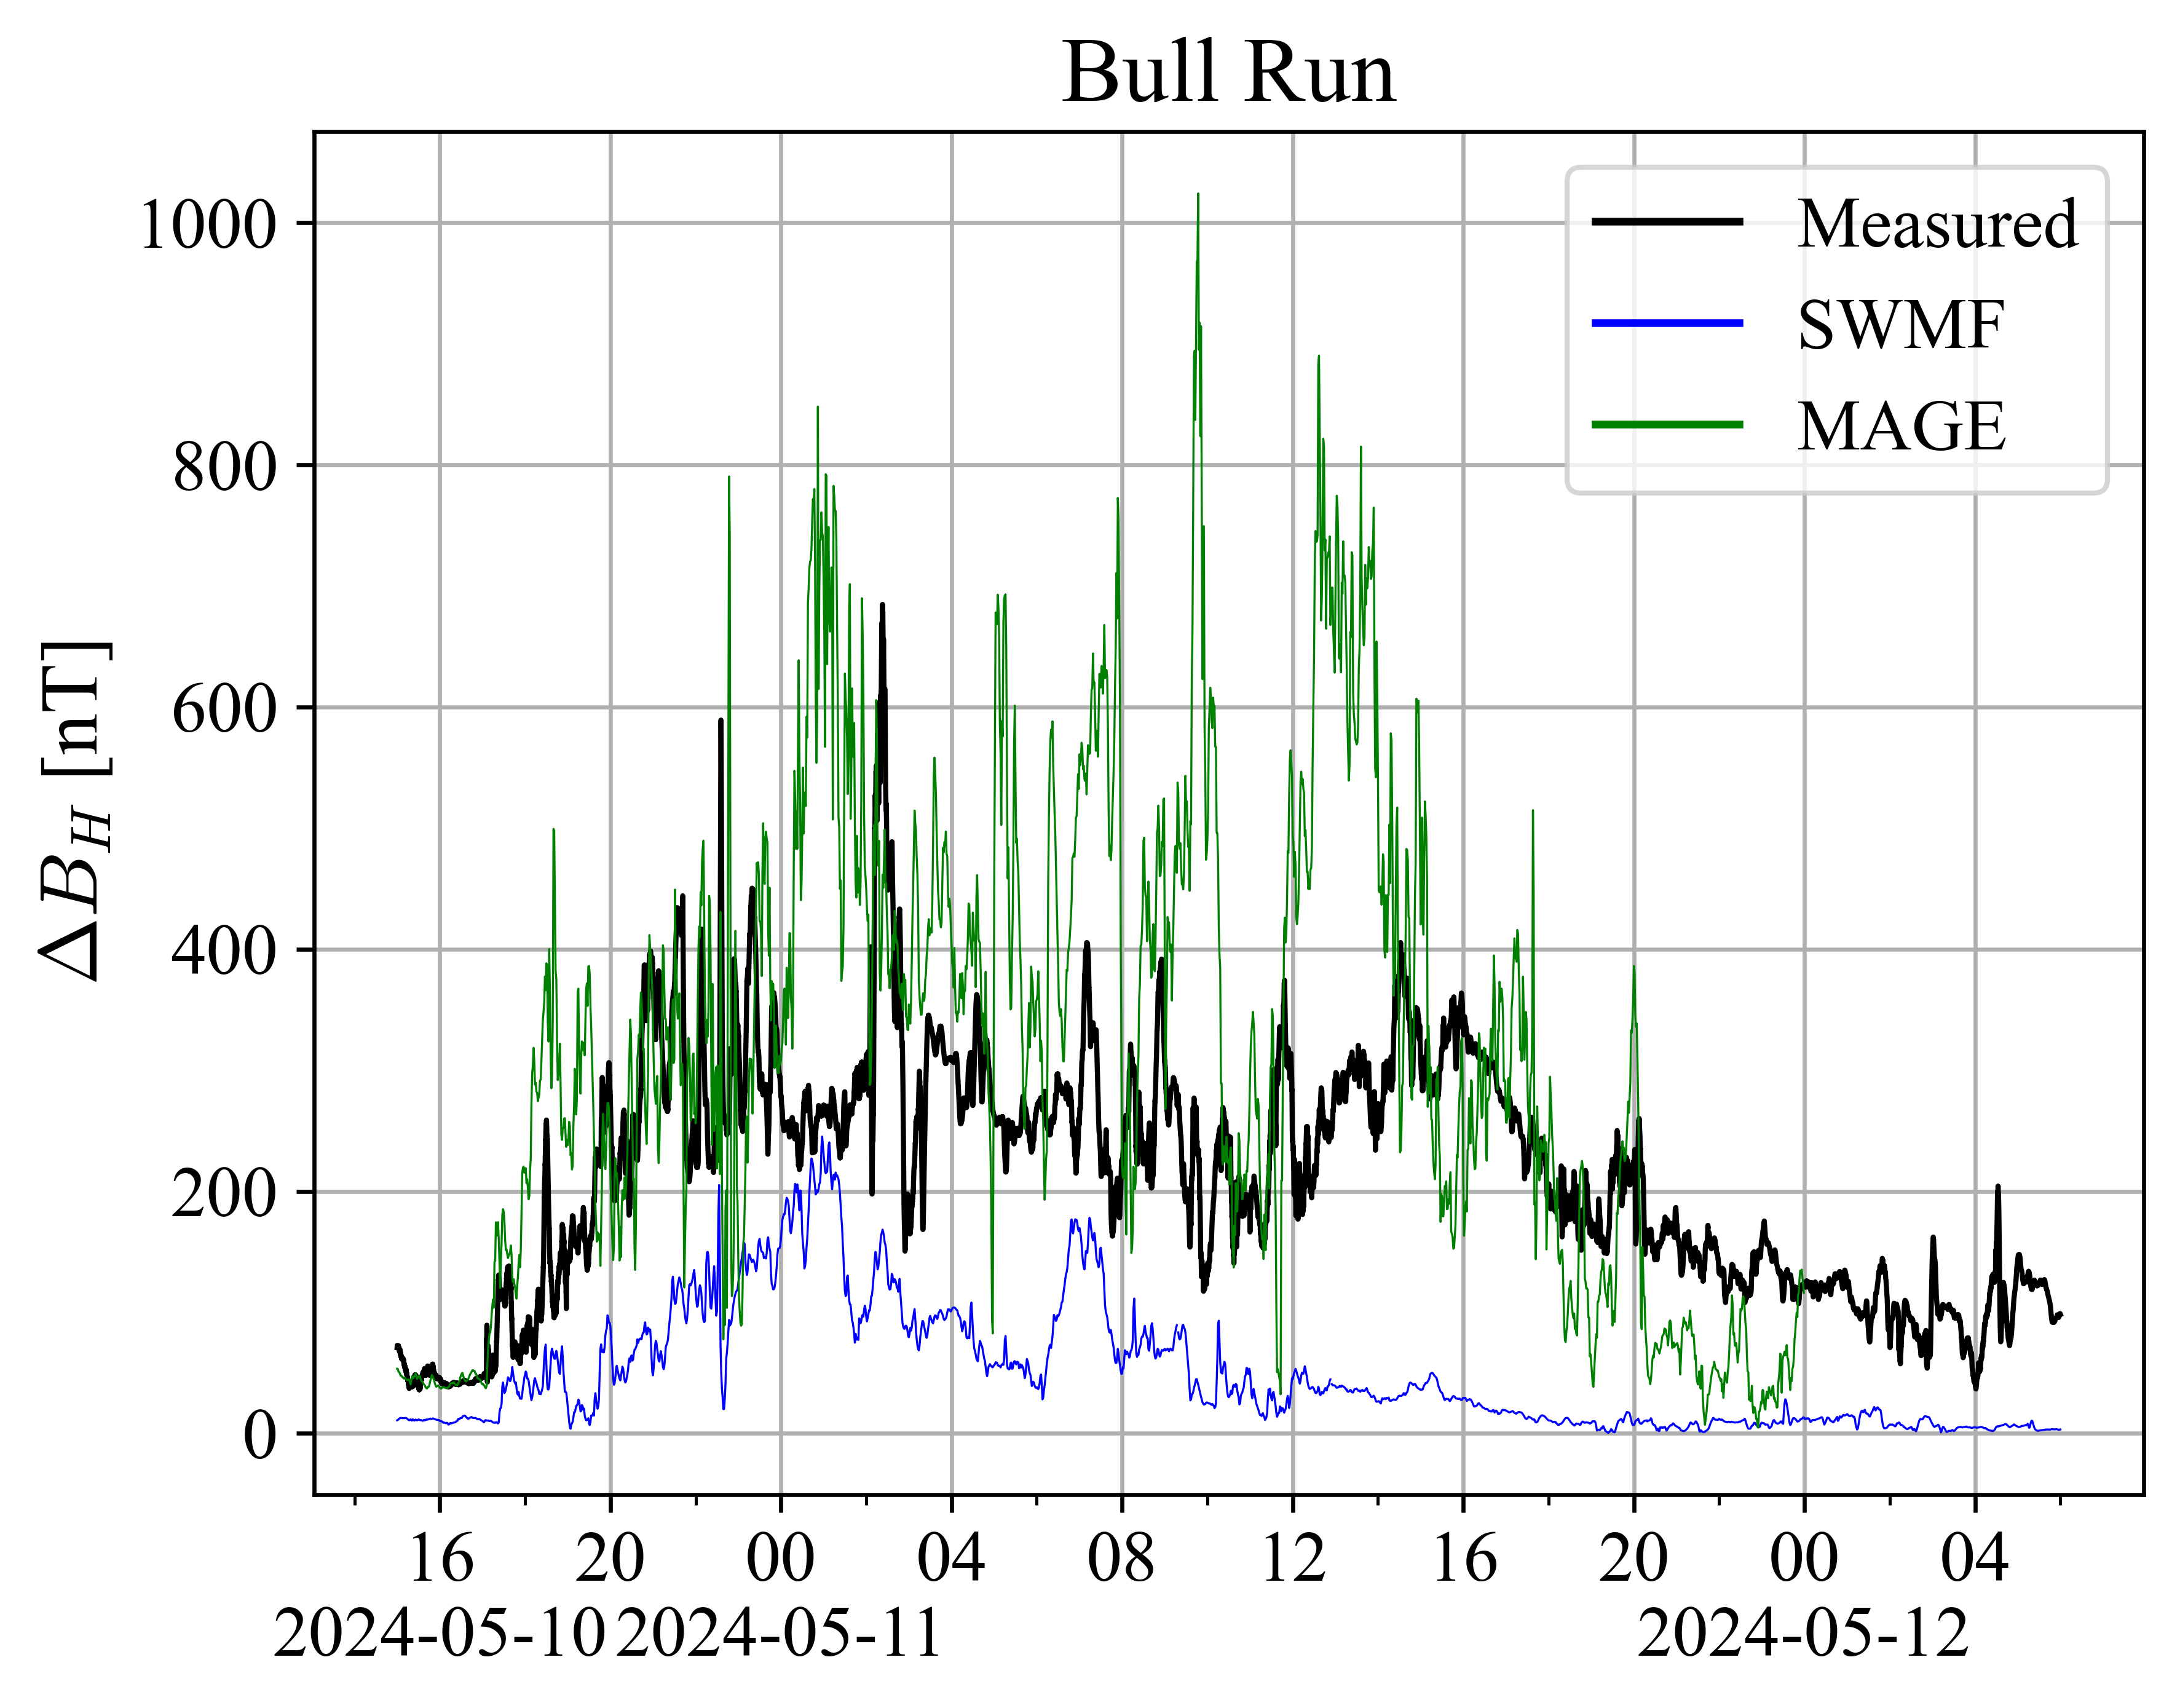 Bull Run
1000
800
600
400
200
0
ΔB_H [nT]
Measured
SWMF
MAGE
16 20 00 04 08 12 16 20 00 04
2024-05-10 2024-05-11 2024-05-12